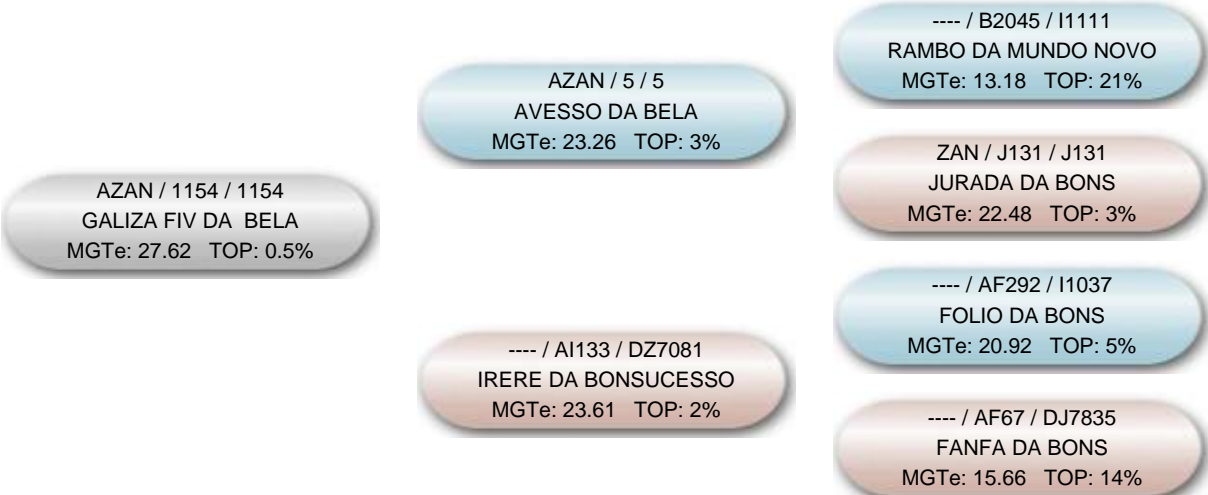 ---- / B2045 / I1111
RAMBO DA MUNDO NOVO
MGTe: 13.18 TOP: 21%
AZAN / 5 / 5
AVESSO DA BELA
MGTe: 23.26 TOP: 3%
ZAN / J131 / J131
JURADA DA BONS
MGTe: 22.48 TOP: 3%
AZAN / 1154 / 1154
GALIZA FIV DA  BELA
MGTe: 27.62 TOP: 0.5%
---- / AF292 / I1037
FOLIO DA BONS
MGTe: 20.92 TOP: 5%
---- / AI133 / DZ7081
IRERE DA BONSUCESSO
MGTe: 23.61 TOP: 2%
---- / AF67 / DJ7835
FANFA DA BONS
MGTe: 15.66 TOP: 14%